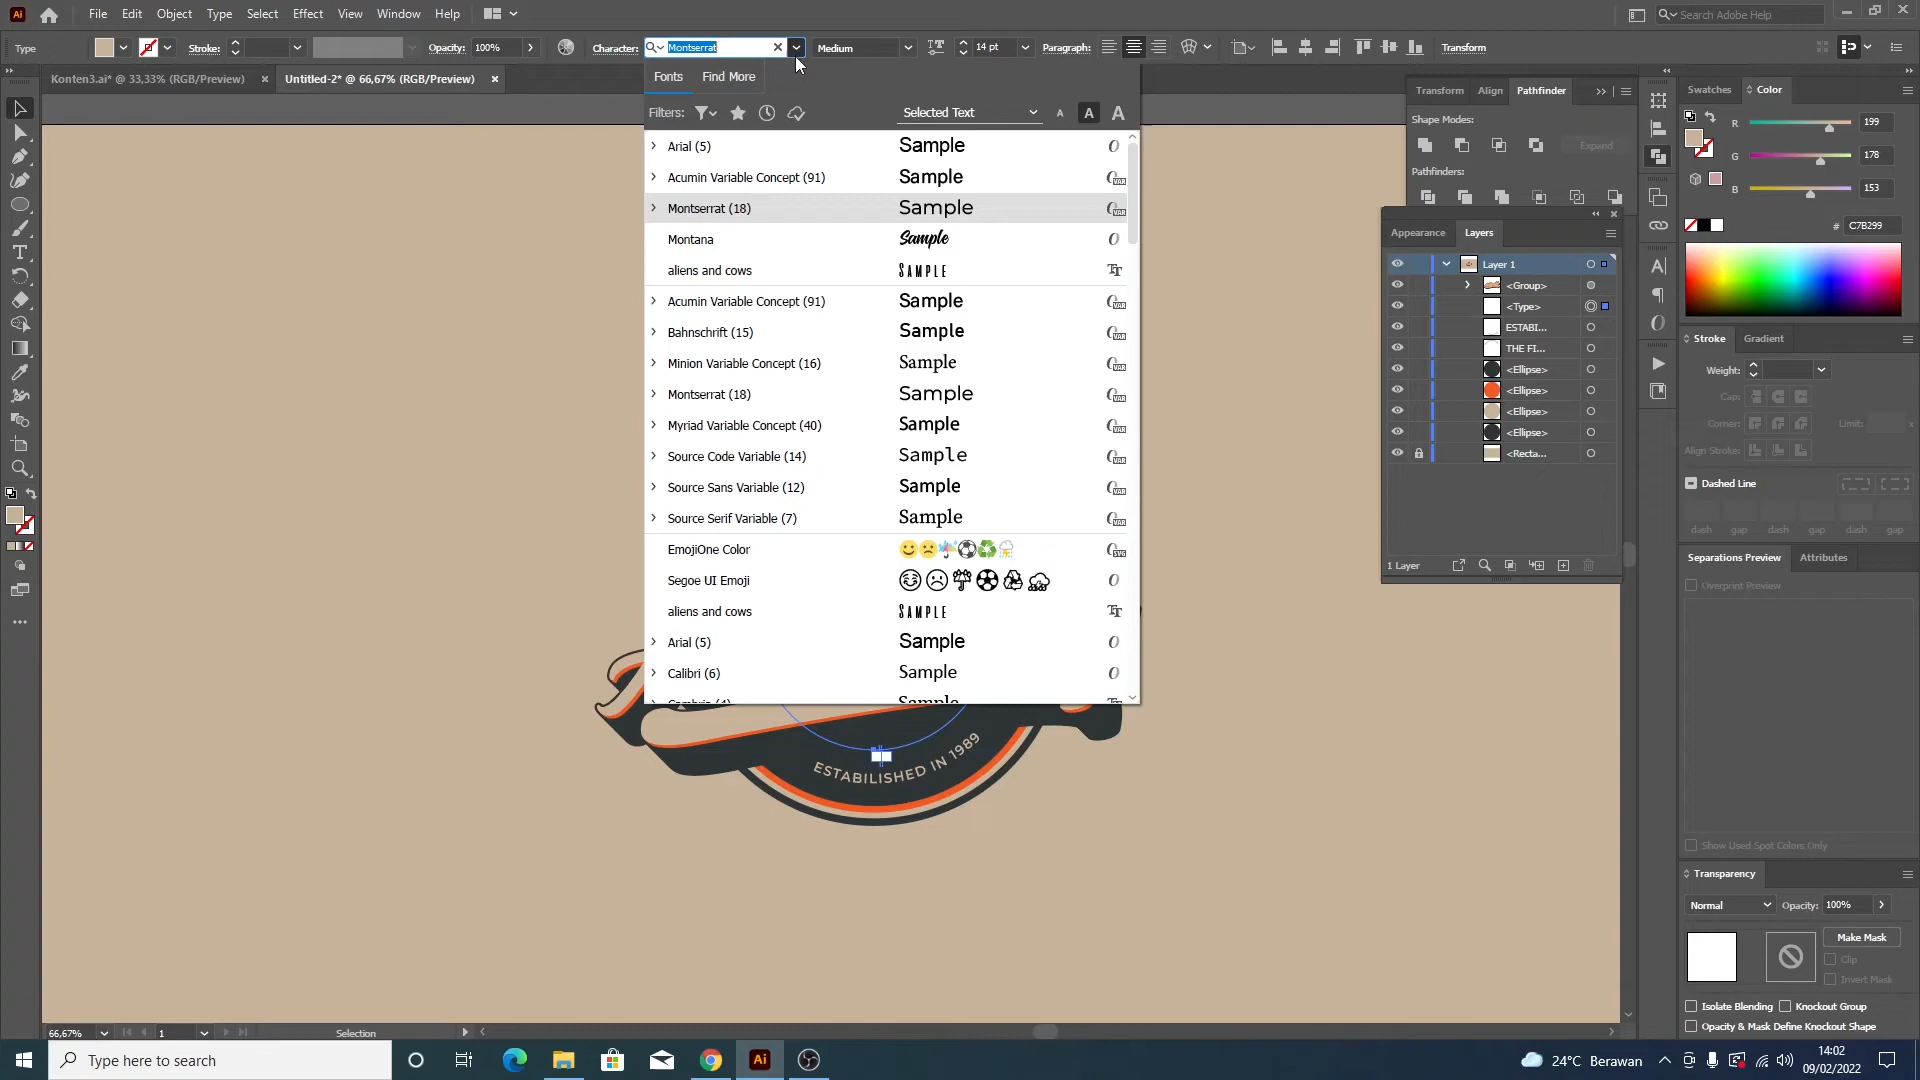 File Edit Object Type Select Effect View Window Help
Search Adobe Help
Type Stroke: Opacity: 100% Character: Montserrat Medium 14 pt Paragraph: Transform
Konten3.ai* @ 33,33% (RGB/Preview) × Untitled-2* @ 66,67% (RGB/Preview) ×
Fonts Find More
Filters: Selected Text A A A
Arial (5) Sample
Acumin Variable Concept (91) Sample
Montserrat (18) Sample
Montana Sample
aliens and cows SAMPLE
Acumin Variable Concept (91) Sample
Bahnschrift (15) Sample
Minion Variable Concept (16) Sample
Montserrat (18) Sample
Myriad Variable Concept (40) Sample
Source Code Variable (14) Sample
Source Sans Variable (12) Sample
Source Serif Variable (7) Sample
EmojiOne Color
Segoe UI Emoji
aliens and cows SAMPLE
Arial (5) Sample
Calibri (6) Sample
ESTABILISHED IN 1989
Transform Align Pathfinder
Shape Modes:
Expand
Pathfinders:
Appearance Layers
Layer 1
<Group>
<Type>
ESTABI...
THE FI...
<Ellipse>
<Ellipse>
<Ellipse>
<Ellipse>
<Recta...
1 Layer
Swatches Color
R 199
G 178
B 153
# C7B299
Stroke Gradient
Weight:
Cap:
Corner: Limit: x
Align Stroke:
Dashed Line
dash gap dash gap dash gap
Separations Preview Attributes
Overprint Preview
Show Used Spot Colors Only
Transparency
Normal Opacity: 100%
Make Mask
Clip
Invert Mask
Isolate Blending Knockout Group
Opacity & Mask Define Knockout Shape
66,67% 1 Selection
Type here to search
Ai
24°C Berawan
14:02
09/02/2022